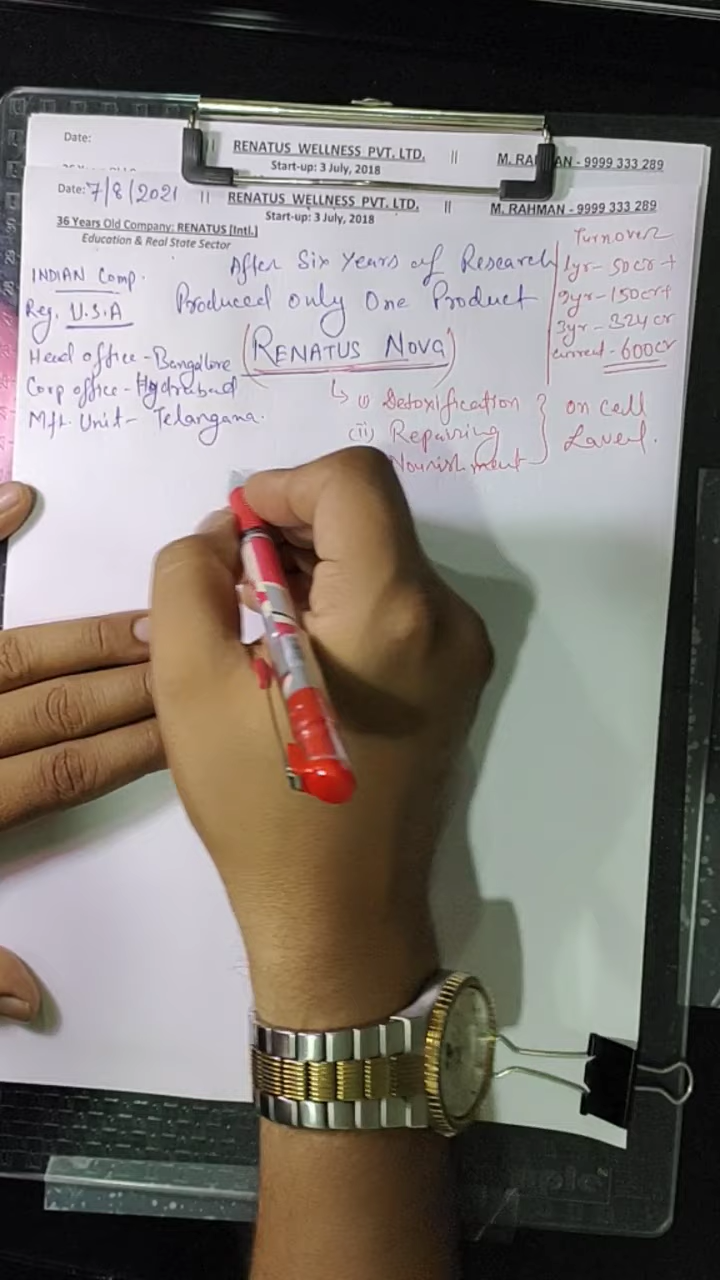 Date:
RENATUS WELLNESS PVT. LTD. ||
Start-up: 3 July, 2018
Date: 7/8/2021 || RENATUS WELLNESS PVT. LTD. || M. RAHMAN - 9999 333 289
Start-up: 3 July, 2018
36 Years Old Company: RENATUS [Intl.]
Education & Real State Sector
INDIAN Comp.
Reg. U.S.A
Head office - Bangalore
Corp office - Hydrabad
Mft. Unit - Telangana.
After Six Years of Research
Produced only One Product
(RENATUS NOVA)
(i) Detoxification
(ii) Repairing
Nourishment
on cell
Lavel.
Turnover
1yr - 50cr +
2yr - 150cr+
3yr - 324 cr
current - 600cr